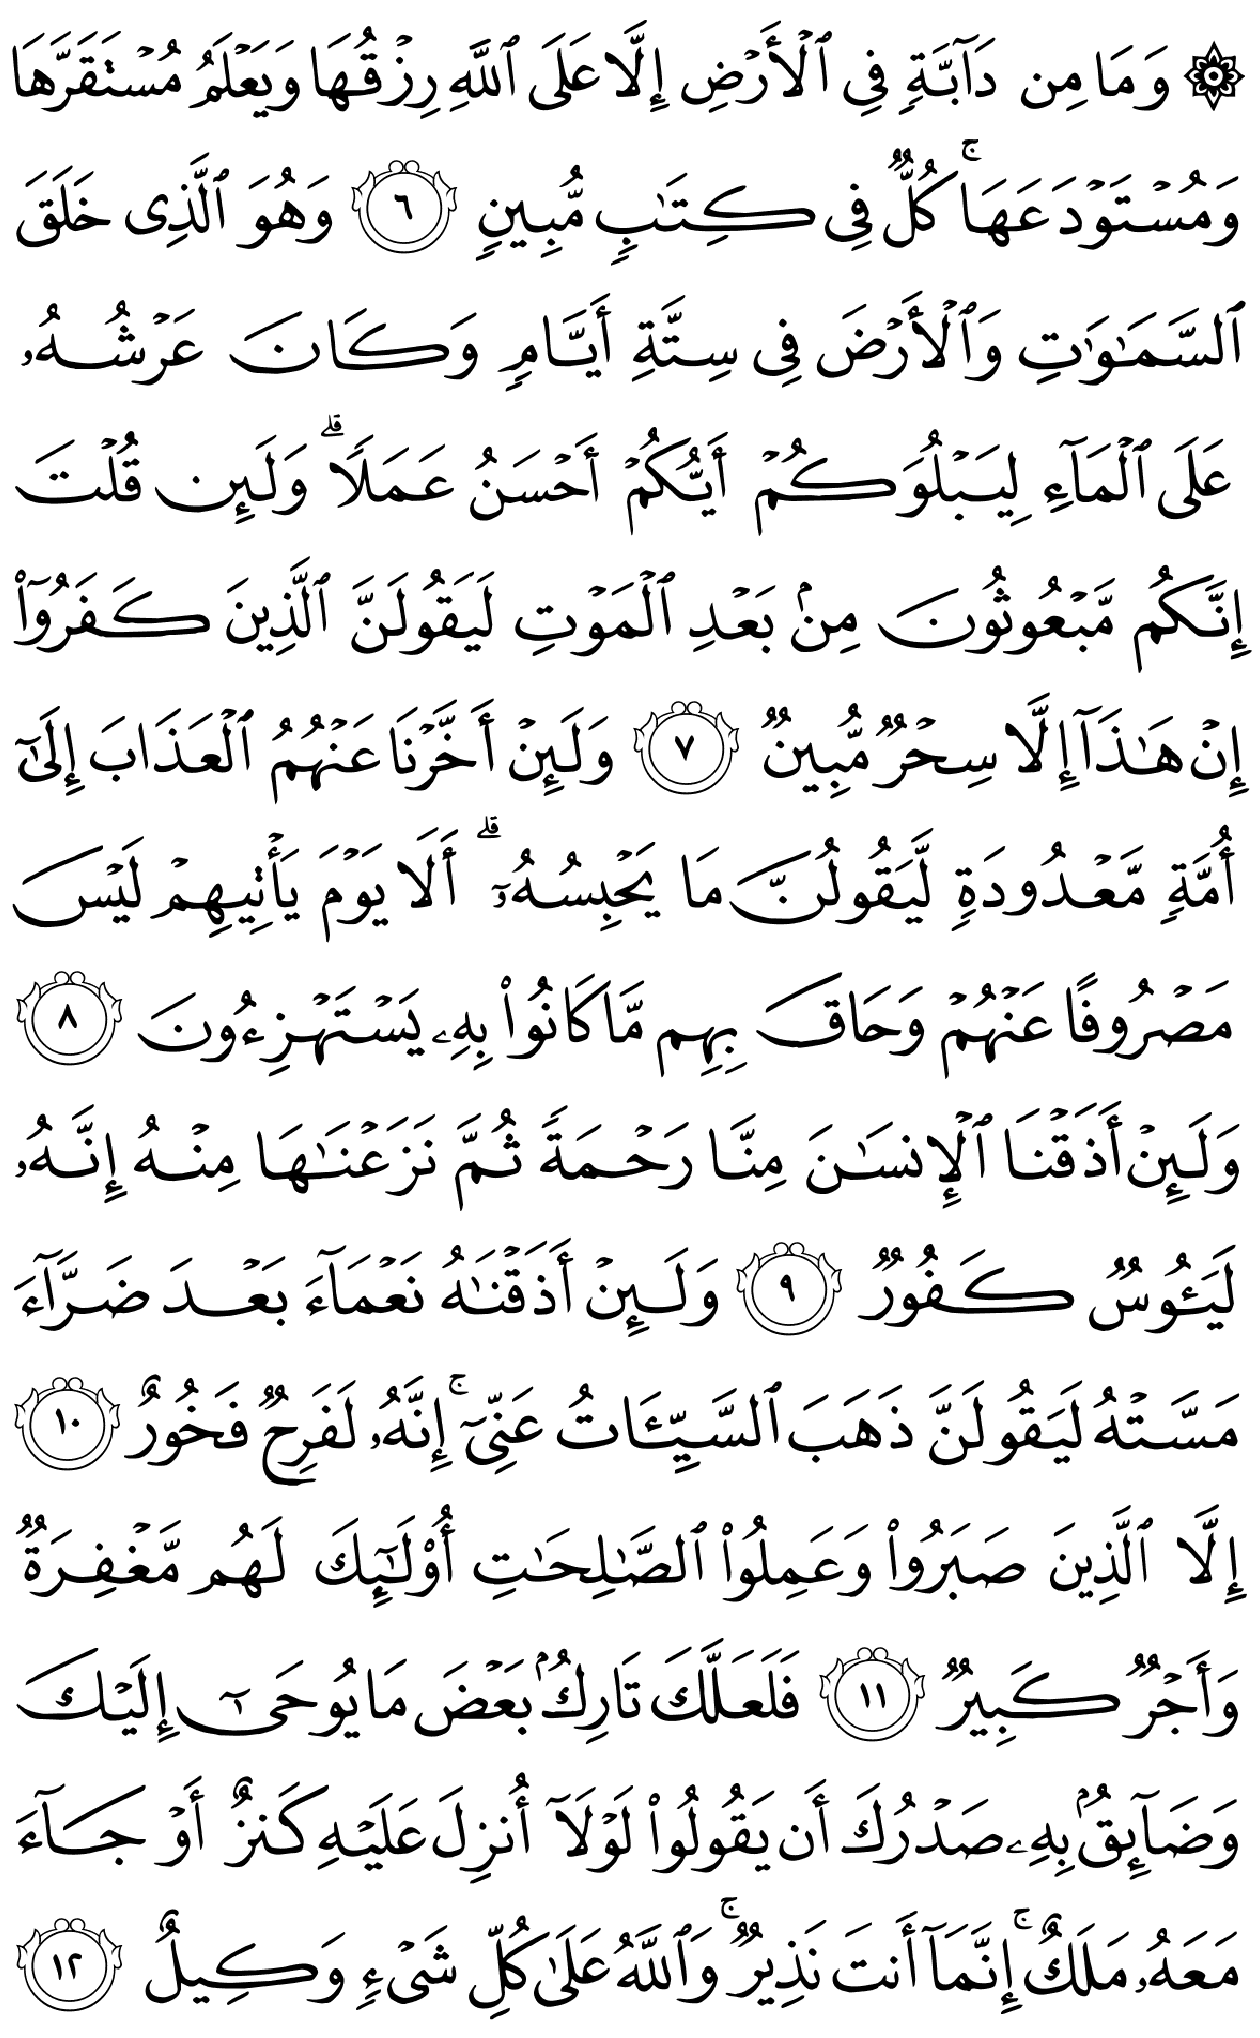 ۞ وَمَا مِن دَآبَّةٍ فِي ٱلْأَرْضِ إِلَّا عَلَى ٱللَّهِ رِزْقُهَا وَيَعْلَمُ مُسْتَقَرَّهَا
وَمُسْتَوْدَعَهَا ۚ كُلٌّ فِي كِتَٰبٍ مُّبِينٍ ٦ وَهُوَ ٱلَّذِى خَلَقَ
ٱلسَّمَٰوَٰتِ وَٱلْأَرْضَ فِي سِتَّةِ أَيَّامٍ وَكَانَ عَرْشُهُۥ
عَلَى ٱلْمَآءِ لِيَبْلُوَكُمْ أَيُّكُمْ أَحْسَنُ عَمَلًا ۗ وَلَئِن قُلْتَ
إِنَّكُم مَّبْعُوثُونَ مِنۢ بَعْدِ ٱلْمَوْتِ لَيَقُولَنَّ ٱلَّذِينَ كَفَرُوٓا۟
إِنْ هَٰذَآ إِلَّا سِحْرٌ مُّبِينٌ ٧ وَلَئِنْ أَخَّرْنَا عَنْهُمُ ٱلْعَذَابَ إِلَىٰٓ
أُمَّةٍ مَّعْدُودَةٍ لَّيَقُولُنَّ مَا يَحْبِسُهُۥٓ ۗ أَلَا يَوْمَ يَأْتِيهِمْ لَيْسَ
مَصْرُوفًا عَنْهُمْ وَحَاقَ بِهِم مَّا كَانُوا۟ بِهِۦ يَسْتَهْزِءُونَ ٨
وَلَئِنْ أَذَقْنَا ٱلْإِنسَٰنَ مِنَّا رَحْمَةً ثُمَّ نَزَعْنَٰهَا مِنْهُ إِنَّهُۥ
لَيَـُٔوسٌ كَفُورٌ ٩ وَلَئِنْ أَذَقْنَٰهُ نَعْمَآءَ بَعْدَ ضَرَّآءَ
مَسَّتْهُ لَيَقُولَنَّ ذَهَبَ ٱلسَّيِّـَٔاتُ عَنِّىٓ ۚ إِنَّهُۥ لَفَرِحٌ فَخُورٌ ١٠
إِلَّا ٱلَّذِينَ صَبَرُوا۟ وَعَمِلُوا۟ ٱلصَّٰلِحَٰتِ أُو۟لَٰٓئِكَ لَهُم مَّغْفِرَةٌ
وَأَجْرٌ كَبِيرٌ ١١ فَلَعَلَّكَ تَارِكٌۢ بَعْضَ مَا يُوحَىٰٓ إِلَيْكَ
وَضَآئِقٌۢ بِهِۦ صَدْرُكَ أَن يَقُولُوا۟ لَوْلَآ أُنزِلَ عَلَيْهِ كَنزٌ أَوْ جَآءَ
مَعَهُۥ مَلَكٌ ۚ إِنَّمَآ أَنتَ نَذِيرٌ ۚ وَٱللَّهُ عَلَىٰ كُلِّ شَىْءٍ وَكِيلٌ ١٢